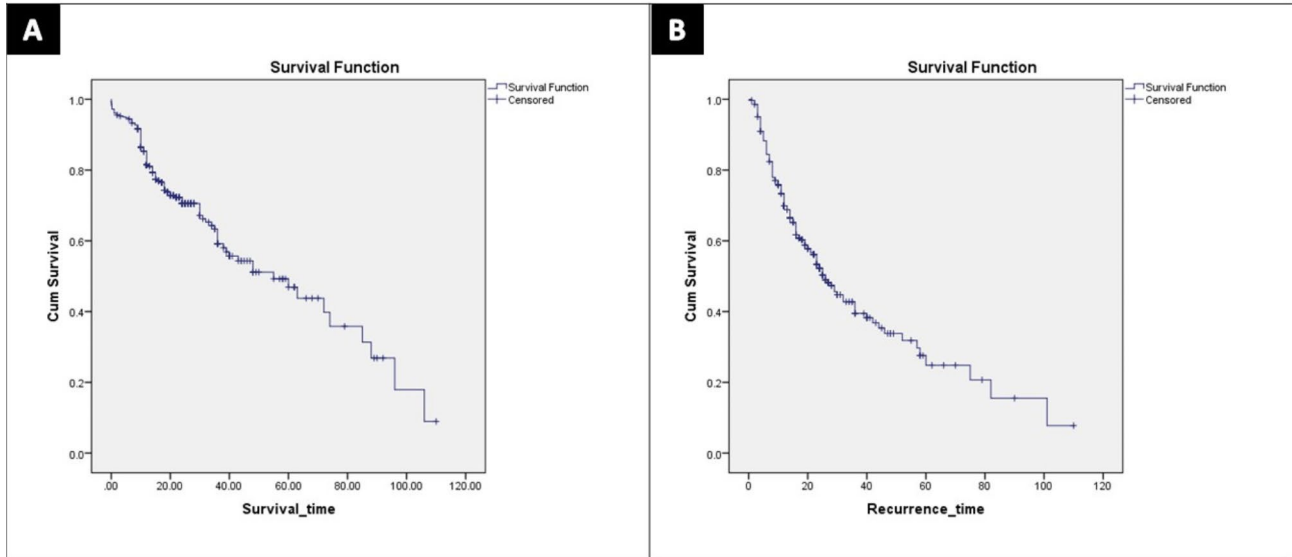 A
Survival Function
Survival Function
Censored
Cum Survival
1.0
0.8
0.6
0.4
0.2
0.0
.00 20.00 40.00 60.00 80.00 100.00 120.00
Survival_time
B
Survival Function
Survival Function
Censored
Cum Survival
1.0
0.8
0.6
0.4
0.2
0.0
0 20 40 60 80 100 120
Recurrence_time